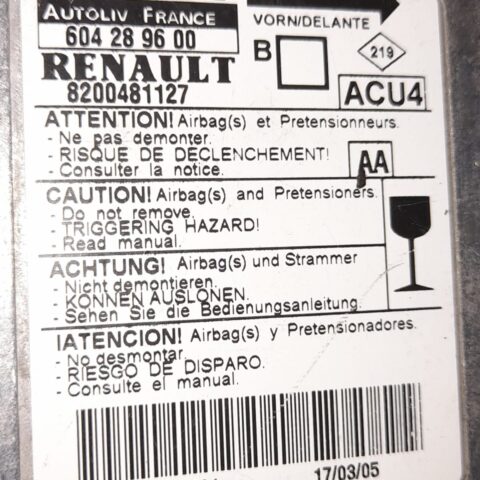 AUTOLIV FRANCE
604 28 96 00
VORN/DELANTE
B
219
RENAULT
8200481127
ACU4
ATTENTION! Airbag(s) et Pretensionneurs.
- Ne pas demonter.
- RISQUE DE DECLENCHEMENT!
- Consulter la notice.
AA
CAUTION! Airbag(s) and Pretensioners.
- Do not remove.
- TRIGGERING HAZARD!
- Read manual.
ACHTUNG! Airbag(s) und Strammer
- Nicht demontieren.
- KONNEN AUSLONEN.
- Sehen Sie die Bedienungsanleitung.
IATENCION! Airbag(s) y Pretensionadores.
- No desmontar
- RIESGO DE DISPARO.
- Consulte el manual.
17/03/05